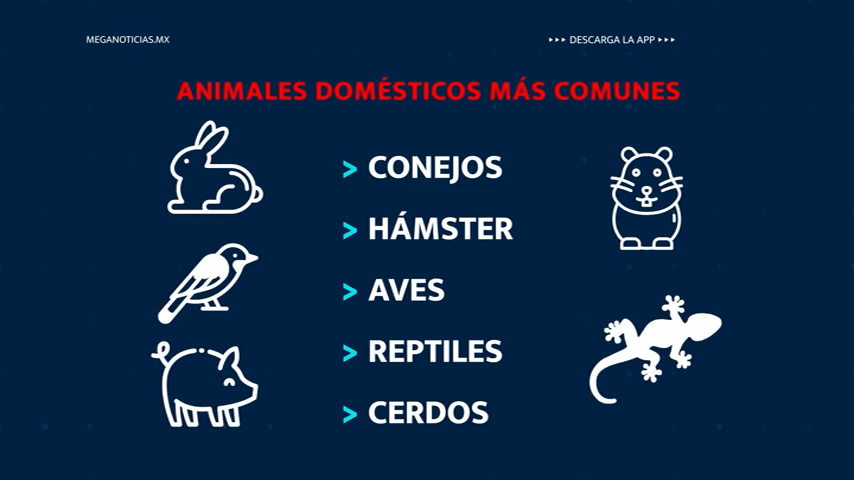 MEGANOTICIAS.MX
DESCARGA LA APP
ANIMALES DOMÉSTICOS MÁS COMUNES
> CONEJOS
> HÁMSTER
> AVES
> REPTILES
> CERDOS